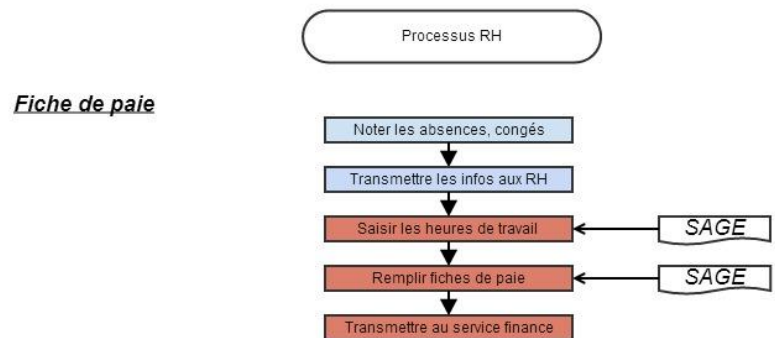 Processus RH
Fiche de paie
Noter les absences, congés
Transmettre les infos aux RH
Saisir les heures de travail
SAGE
Remplir fiches de paie
SAGE
Transmettre au service finance